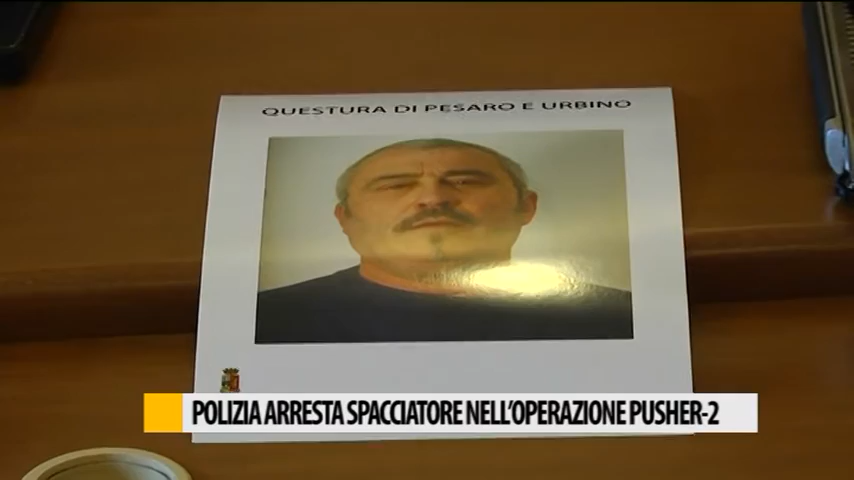 QUESTURA DI PESARO E URBINO
POLIZIA ARRESTA SPACCIATORE NELL'OPERAZIONE PUSHER-2